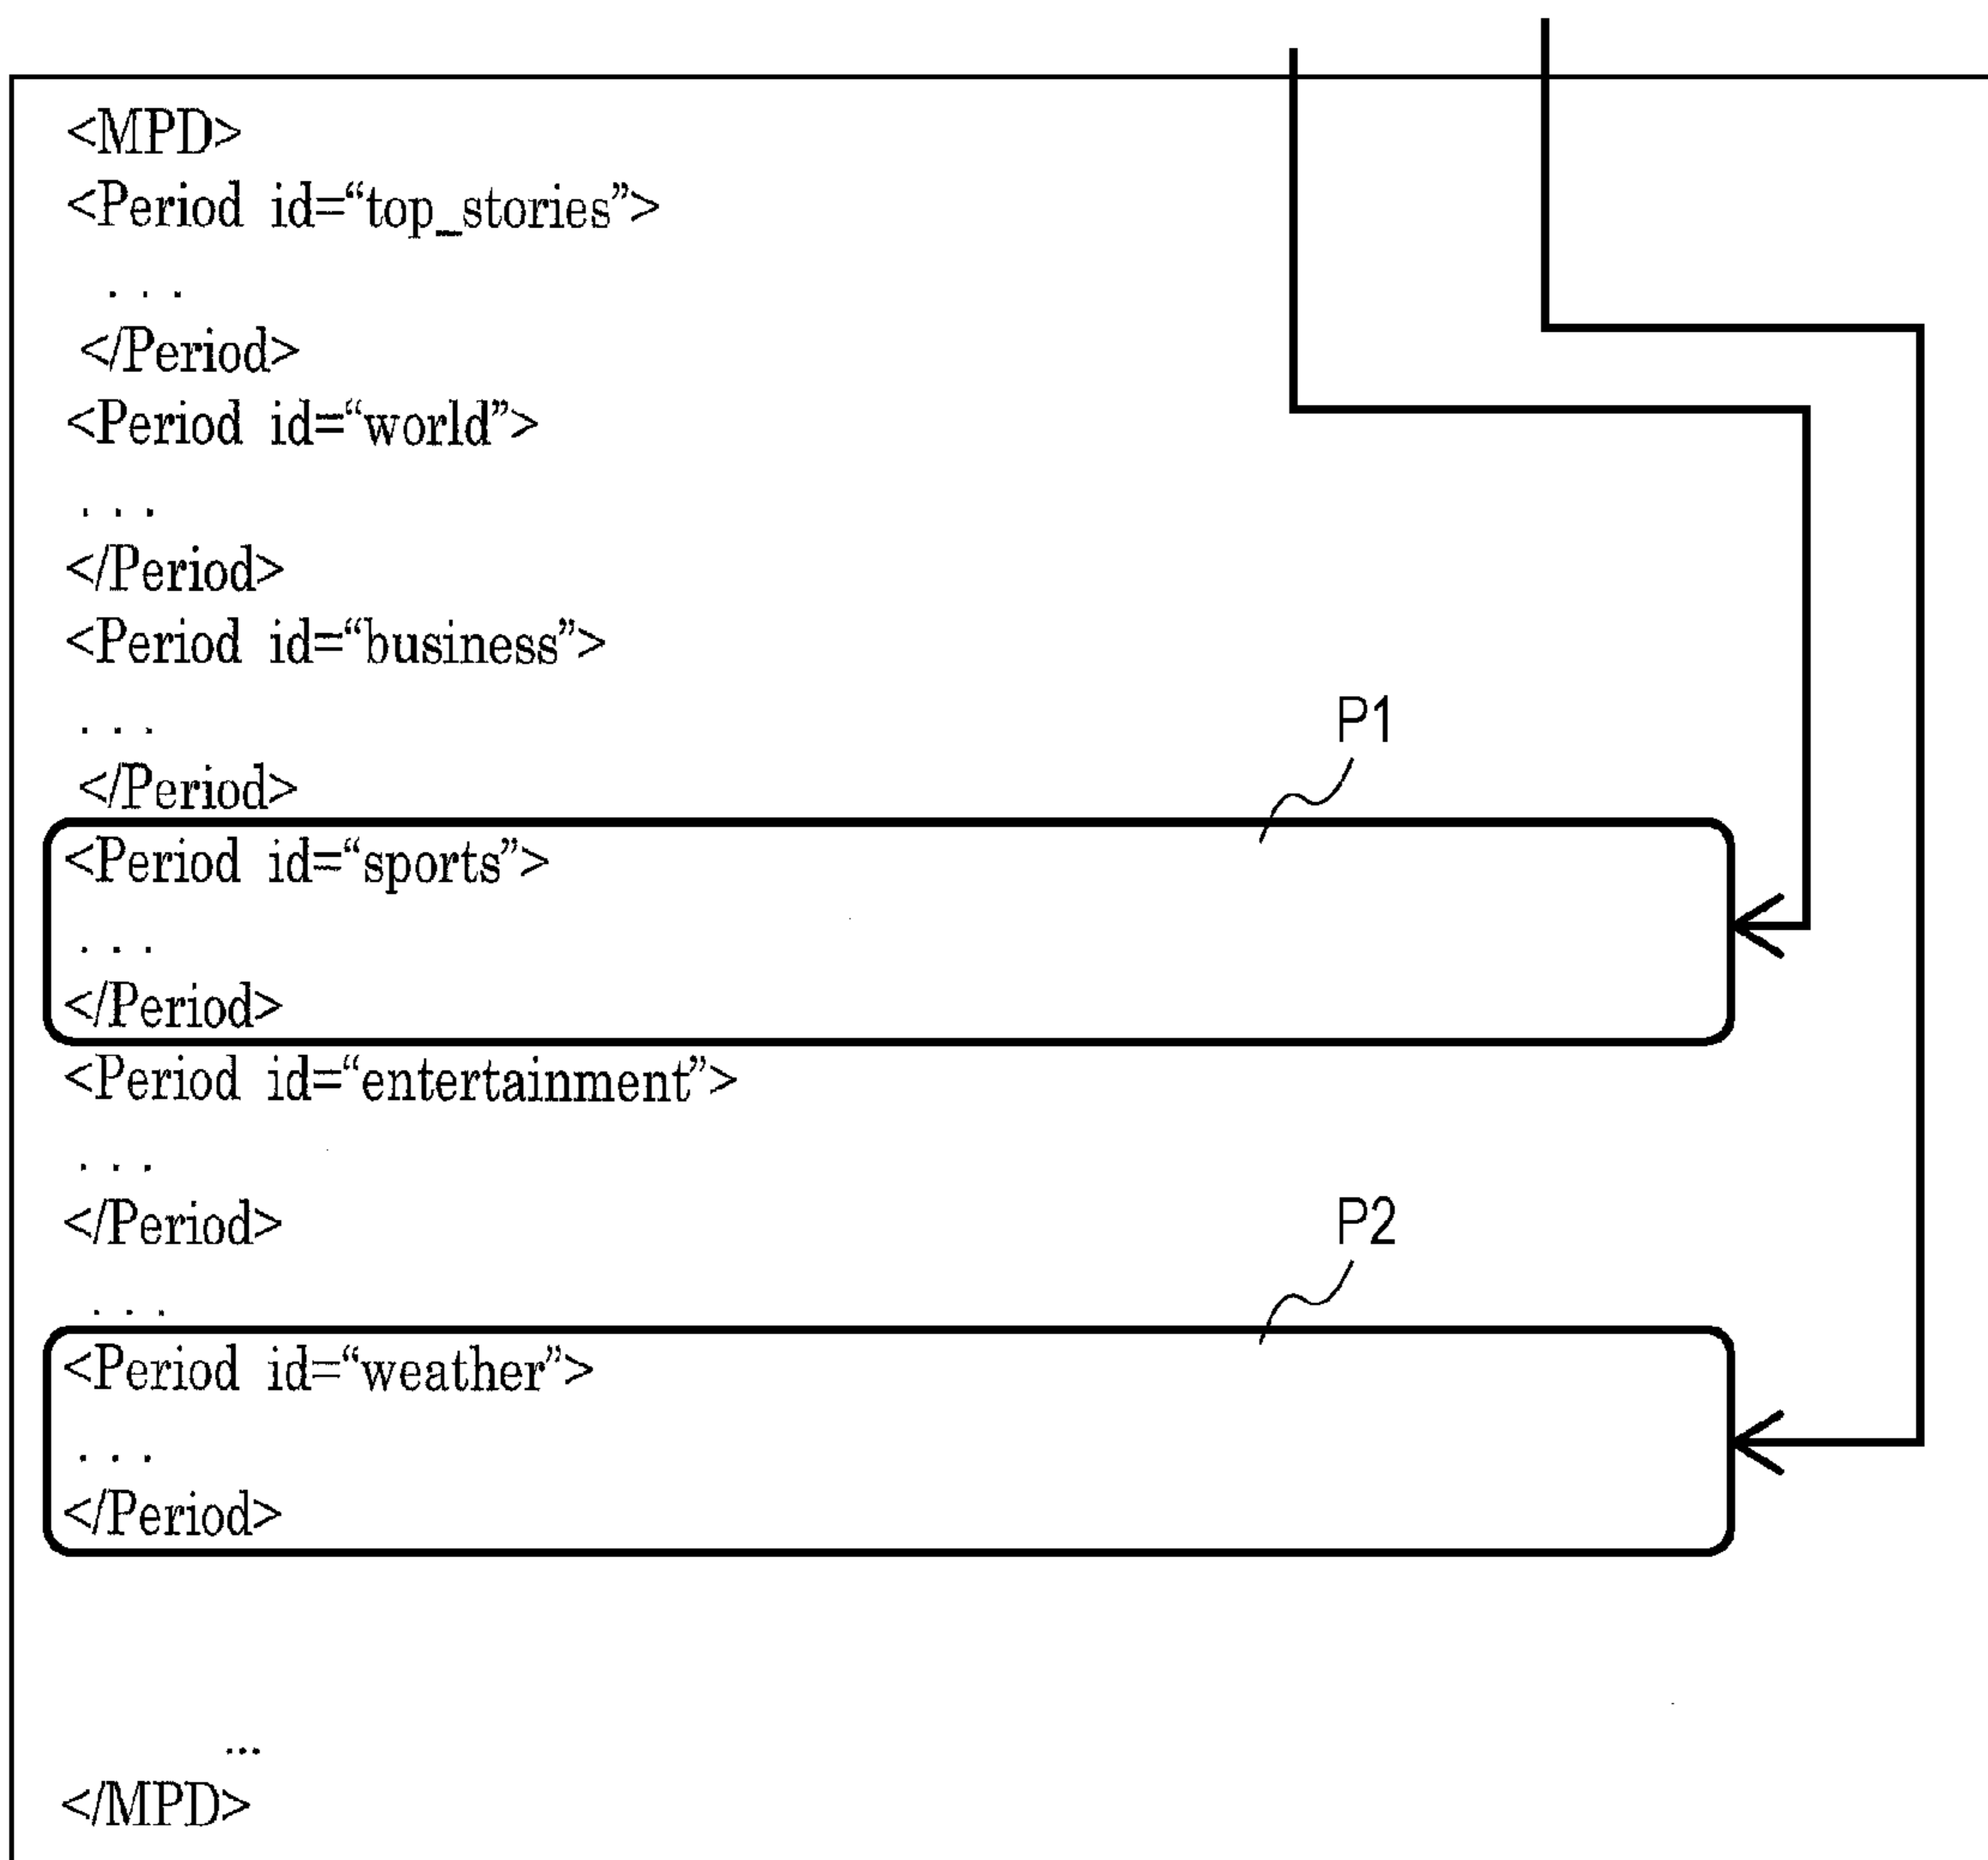 <MPD>
<Period id=“top_stories”>
. . .
</Period>
<Period id=“world”>
. . .
</Period>
<Period id=“business”>
. . .
</Period>
P1
<Period id=“sports”>
. . .
</Period>
<Period id=“entertainment”>
. . .
</Period>
P2
. . .
<Period id=“weather”>
. . .
</Period>
...
</MPD>